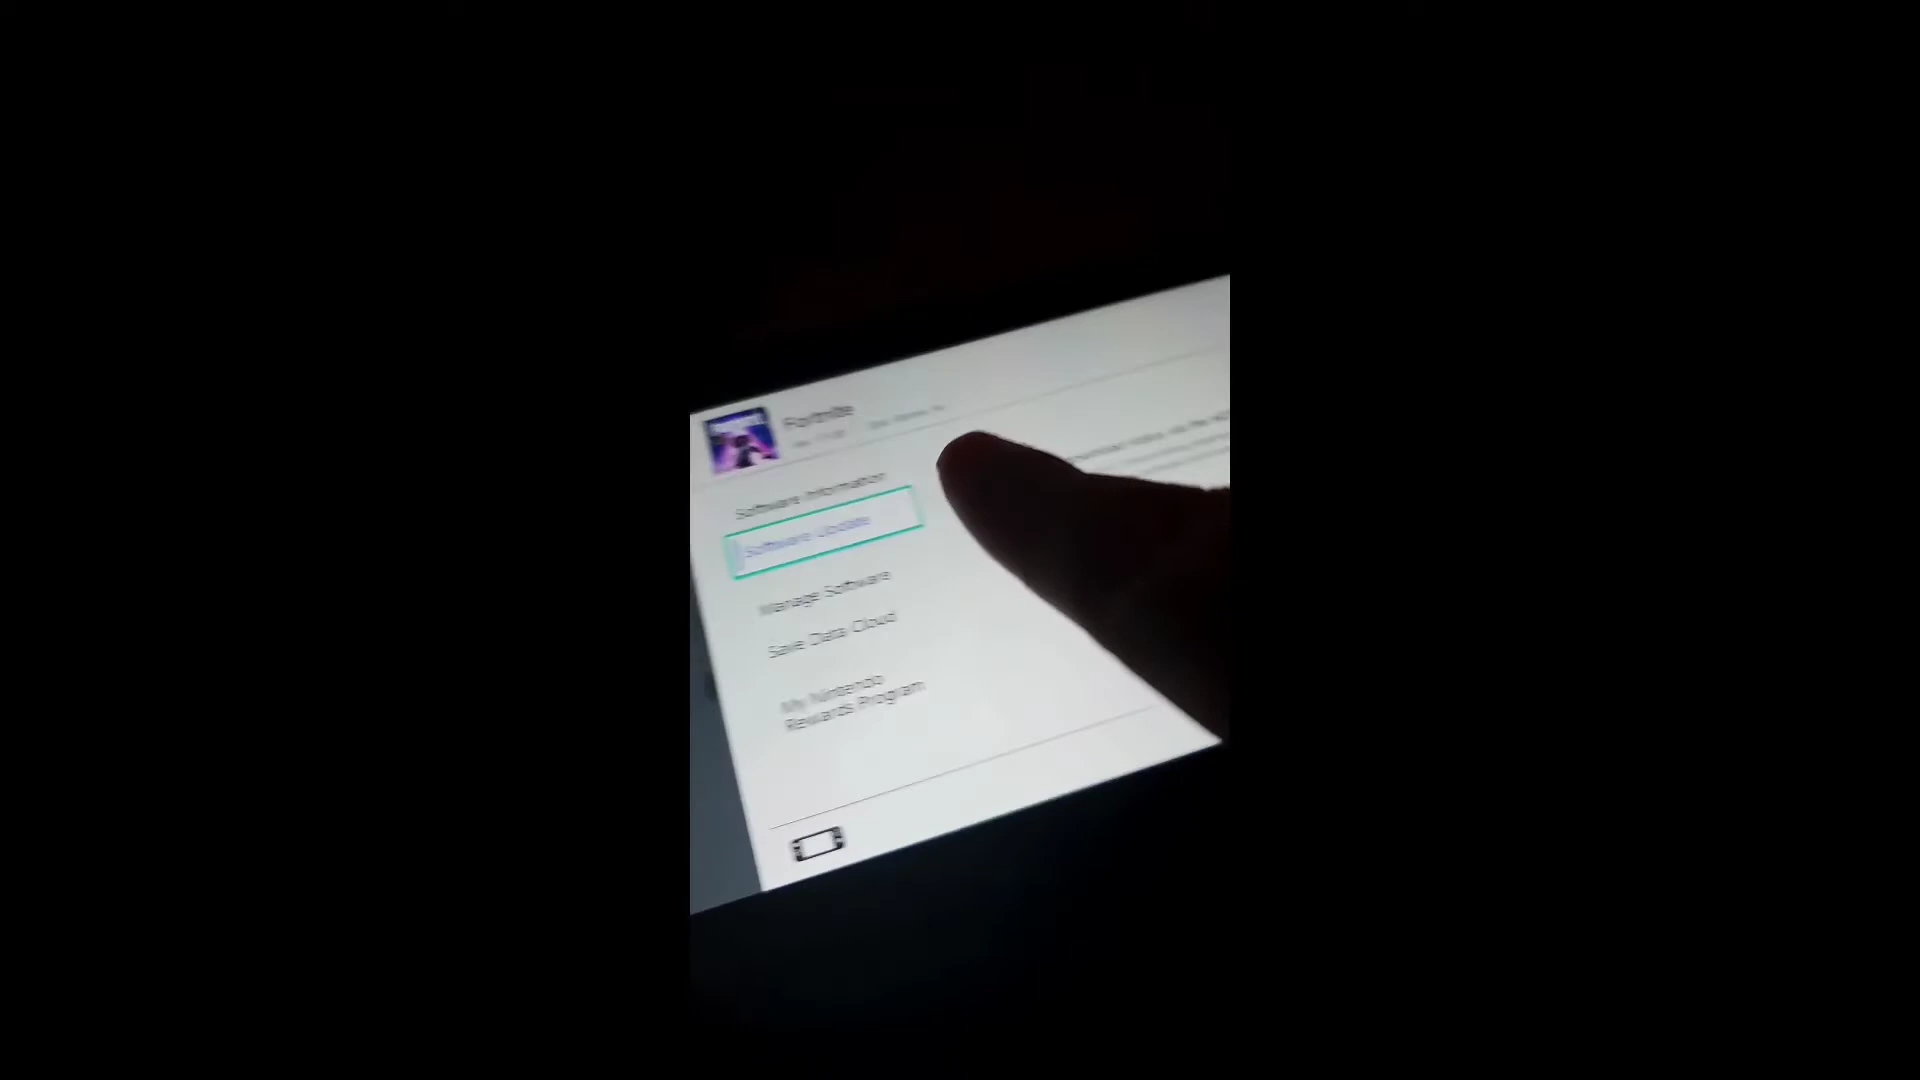 Fortnite
Software Information
Software Update
Manage Software
Save Data Cloud
My Nintendo
Rewards Program